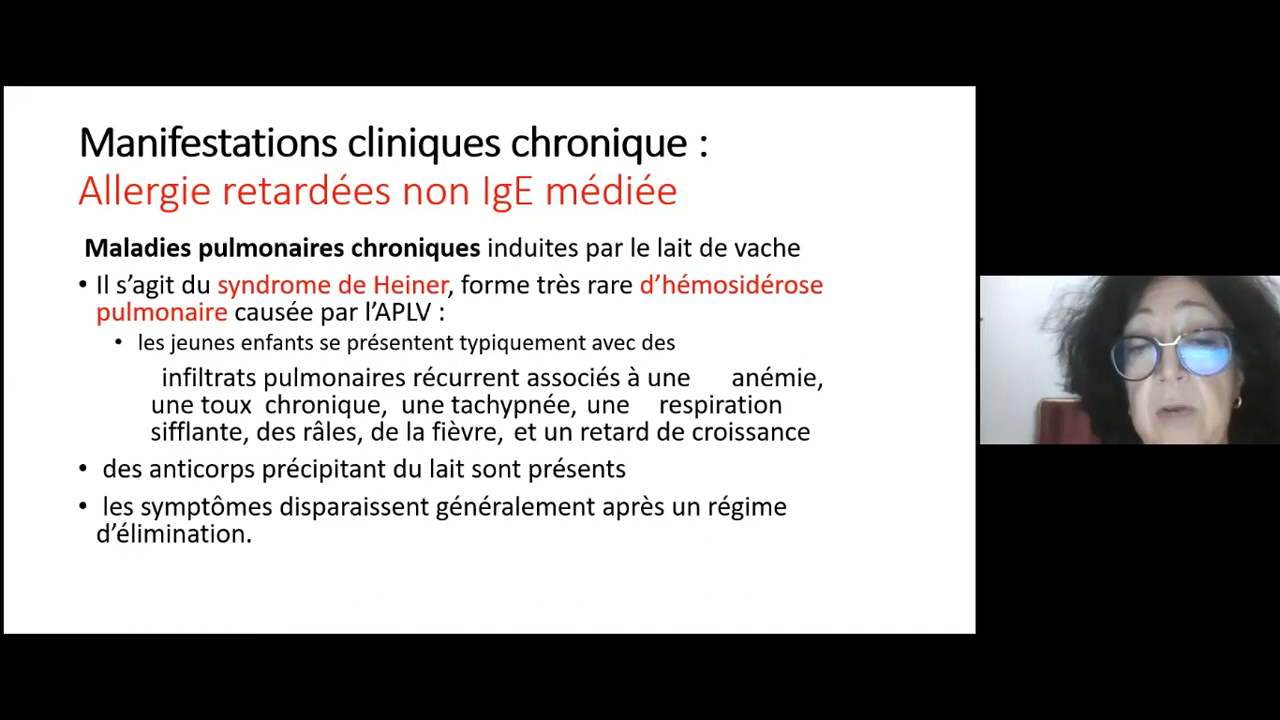 Manifestations cliniques chronique :
Allergie retardées non IgE médiée
Maladies pulmonaires chroniques induites par le lait de vache
• Il s’agit du syndrome de Heiner, forme très rare d’hémosidérose
pulmonaire causée par l’APLV :
• les jeunes enfants se présentent typiquement avec des
infiltrats pulmonaires récurrent associés à une anémie,
une toux chronique, une tachypnée, une respiration
sifflante, des râles, de la fièvre, et un retard de croissance
• des anticorps précipitant du lait sont présents
• les symptômes disparaissent généralement après un régime
d’élimination.